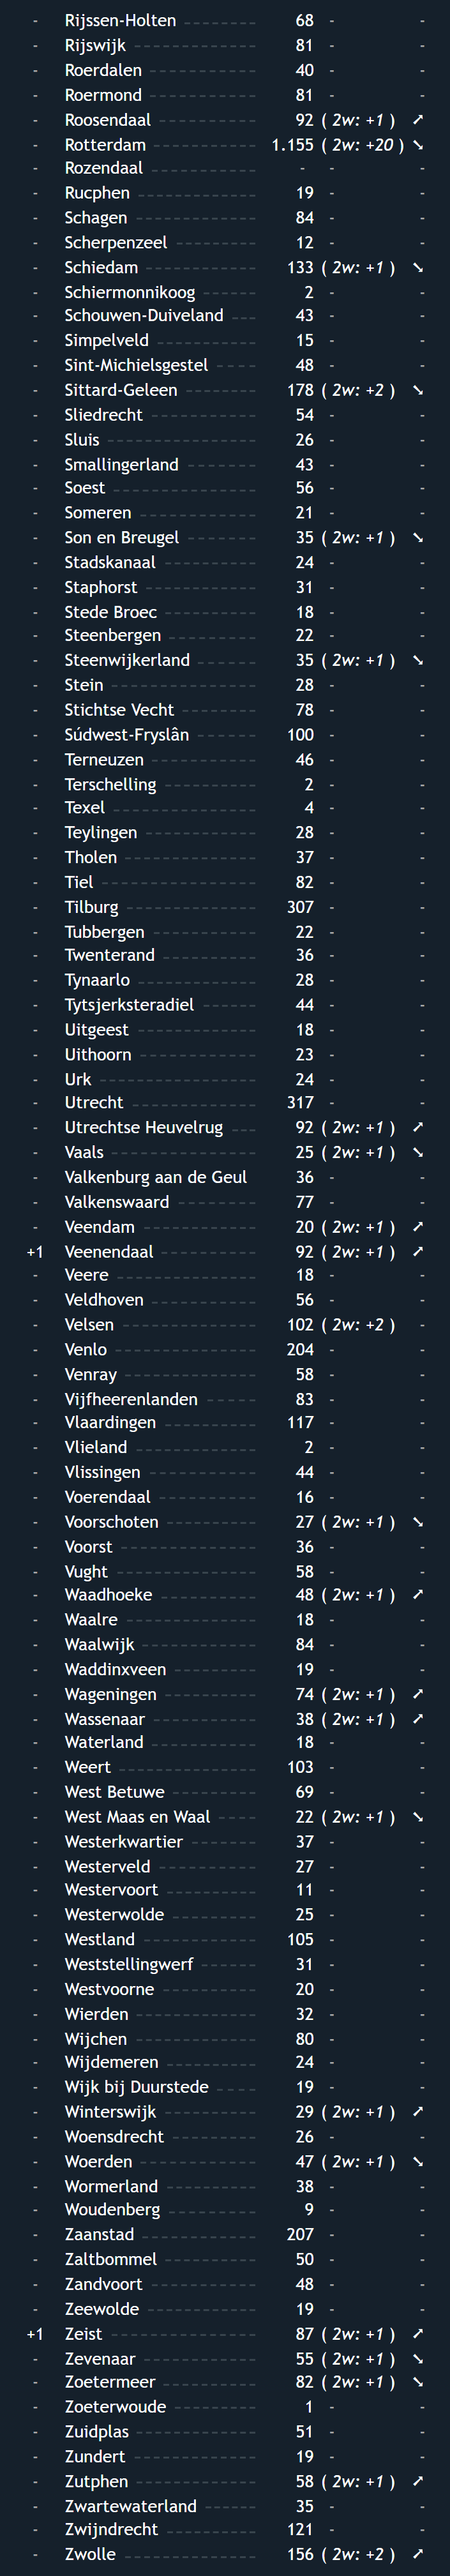 - Rijssen-Holten 68 - -
- Rijswijk 81 - -
- Roerdalen 40 - -
- Roermond 81 - -
- Roosendaal 92 ( 2w: +1 ) ➚
- Rotterdam 1.155 ( 2w: +20 ) ➘
- Rozendaal - - -
- Rucphen 19 - -
- Schagen 84 - -
- Scherpenzeel 12 - -
- Schiedam 133 ( 2w: +1 ) ➘
- Schiermonnikoog 2 - -
- Schouwen-Duiveland 43 - -
- Simpelveld 15 - -
- Sint-Michielsgestel 48 - -
- Sittard-Geleen 178 ( 2w: +2 ) ➘
- Sliedrecht 54 - -
- Sluis 26 - -
- Smallingerland 43 - -
- Soest 56 - -
- Someren 21 - -
- Son en Breugel 35 ( 2w: +1 ) ➘
- Stadskanaal 24 - -
- Staphorst 31 - -
- Stede Broec 18 - -
- Steenbergen 22 - -
- Steenwijkerland 35 ( 2w: +1 ) ➘
- Stein 28 - -
- Stichtse Vecht 78 - -
- Súdwest-Fryslân 100 - -
- Terneuzen 46 - -
- Terschelling 2 - -
- Texel 4 - -
- Teylingen 28 - -
- Tholen 37 - -
- Tiel 82 - -
- Tilburg 307 - -
- Tubbergen 22 - -
- Twenterand 36 - -
- Tynaarlo 28 - -
- Tytsjerksteradiel 44 - -
- Uitgeest 18 - -
- Uithoorn 23 - -
- Urk 24 - -
- Utrecht 317 - -
- Utrechtse Heuvelrug 92 ( 2w: +1 ) ➚
- Vaals 25 ( 2w: +1 ) ➘
- Valkenburg aan de Geul 36 - -
- Valkenswaard 77 - -
- Veendam 20 ( 2w: +1 ) ➚
+1 Veenendaal 92 ( 2w: +1 ) ➚
- Veere 18 - -
- Veldhoven 56 - -
- Velsen 102 ( 2w: +2 ) -
- Venlo 204 - -
- Venray 58 - -
- Vijfheerenlanden 83 - -
- Vlaardingen 117 - -
- Vlieland 2 - -
- Vlissingen 44 - -
- Voerendaal 16 - -
- Voorschoten 27 ( 2w: +1 ) ➘
- Voorst 36 - -
- Vught 58 - -
- Waadhoeke 48 ( 2w: +1 ) ➚
- Waalre 18 - -
- Waalwijk 84 - -
- Waddinxveen 19 - -
- Wageningen 74 ( 2w: +1 ) ➚
- Wassenaar 38 ( 2w: +1 ) ➚
- Waterland 18 - -
- Weert 103 - -
- West Betuwe 69 - -
- West Maas en Waal 22 ( 2w: +1 ) ➘
- Westerkwartier 37 - -
- Westerveld 27 - -
- Westervoort 11 - -
- Westerwolde 25 - -
- Westland 105 - -
- Weststellingwerf 31 - -
- Westvoorne 20 - -
- Wierden 32 - -
- Wijchen 80 - -
- Wijdemeren 24 - -
- Wijk bij Duurstede 19 - -
- Winterswijk 29 ( 2w: +1 ) ➚
- Woensdrecht 26 - -
- Woerden 47 ( 2w: +1 ) ➘
- Wormerland 38 - -
- Woudenberg 9 - -
- Zaanstad 207 - -
- Zaltbommel 50 - -
- Zandvoort 48 - -
- Zeewolde 19 - -
+1 Zeist 87 ( 2w: +1 ) ➚
- Zevenaar 55 ( 2w: +1 ) ➘
- Zoetermeer 82 ( 2w: +1 ) ➘
- Zoeterwoude 1 - -
- Zuidplas 51 - -
- Zundert 19 - -
- Zutphen 58 ( 2w: +1 ) ➚
- Zwartewaterland 35 - -
- Zwijndrecht 121 - -
- Zwolle 156 ( 2w: +2 ) ➚